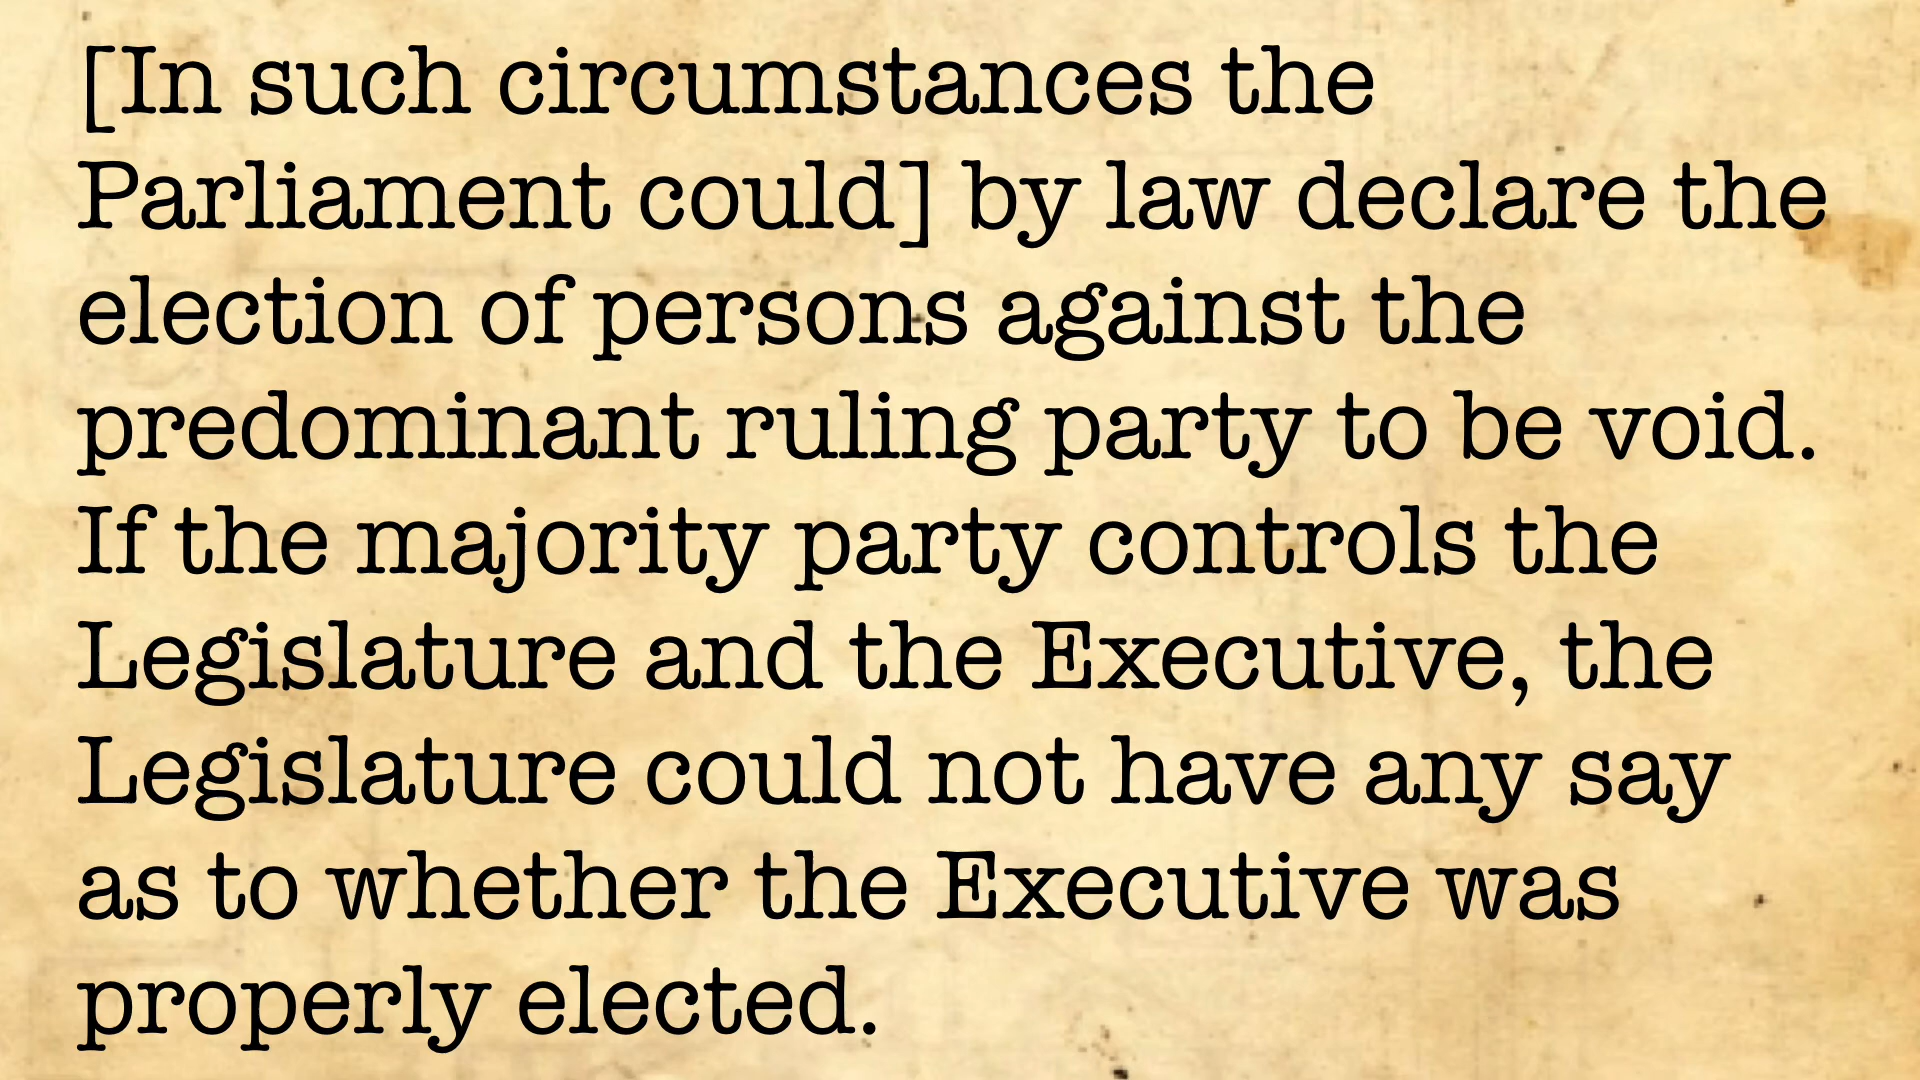 [In such circumstances the
Parliament could] by law declare the
election of persons against the
predominant ruling party to be void.
If the majority party controls the
Legislature and the Executive, the
Legislature could not have any say
as to whether the Executive was
properly elected.